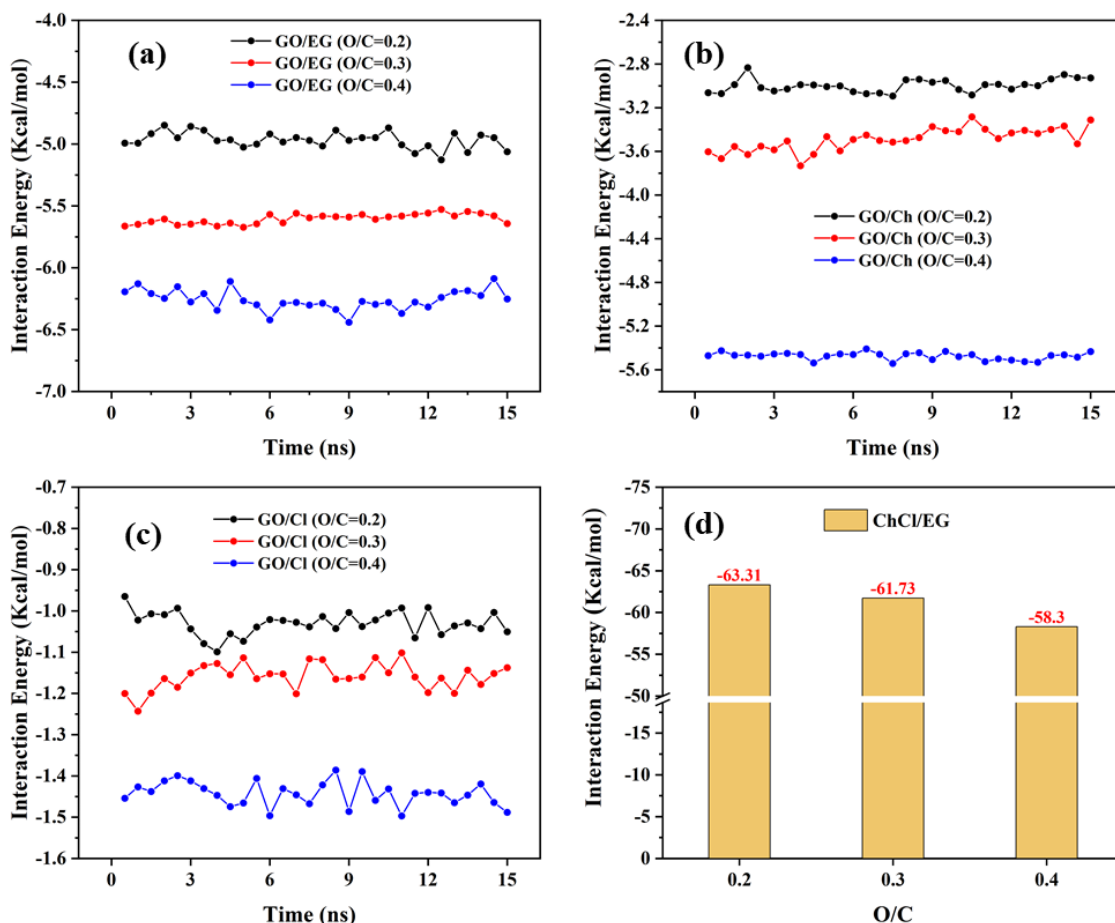 (a)
GO/EG (O/C=0.2)
GO/EG (O/C=0.3)
GO/EG (O/C=0.4)
Interaction Energy (Kcal/mol)
-4.0
-4.5
-5.0
-5.5
-6.0
-6.5
-7.0
0 3 6 9 12 15
Time (ns)
(b)
GO/Ch (O/C=0.2)
GO/Ch (O/C=0.3)
GO/Ch (O/C=0.4)
Interaction Energy (Kcal/mol)
-2.4
-2.8
-3.2
-3.6
-4.0
-4.4
-4.8
-5.2
-5.6
0 3 6 9 12 15
Time (ns)
(c)
GO/Cl (O/C=0.2)
GO/Cl (O/C=0.3)
GO/Cl (O/C=0.4)
Interaction Energy (Kcal/mol)
-0.7
-0.8
-0.9
-1.0
-1.1
-1.2
-1.3
-1.4
-1.5
-1.6
0 3 6 9 12 15
Time (ns)
(d)
ChCl/EG
Interaction Energy (Kcal/mol)
-75
-70
-65
-60
-55
-50
-15
-10
-5
0
-63.31
-61.73
-58.3
0.2 0.3 0.4
O/C